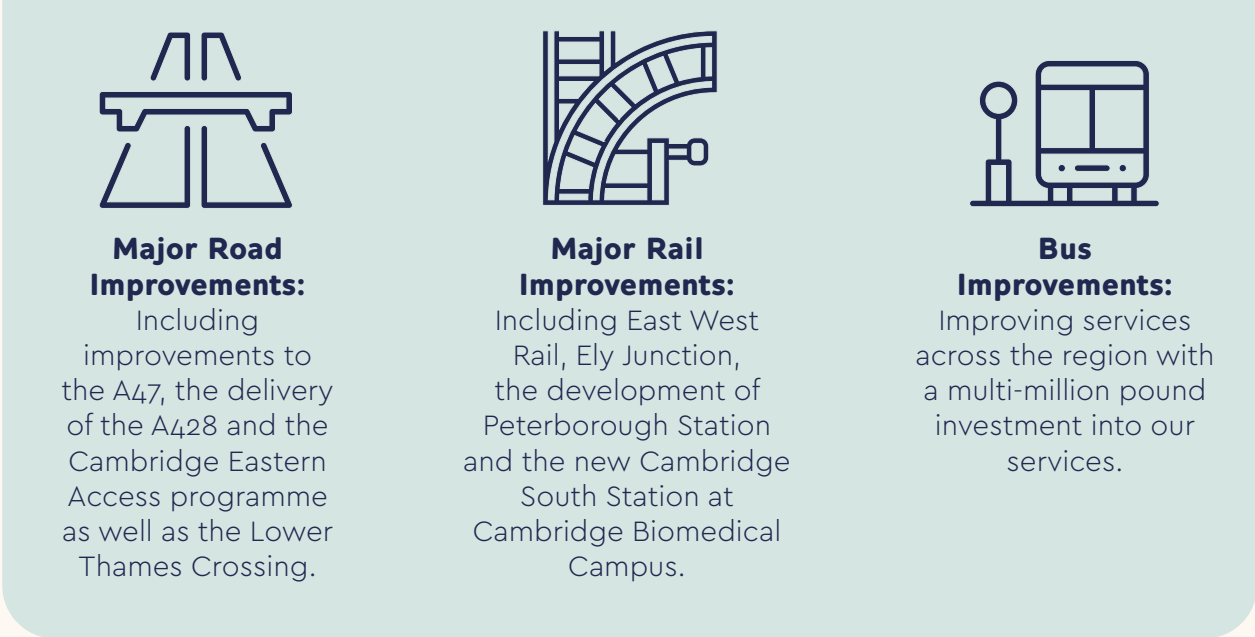 Major Road
Improvements:
Including
improvements to
the A47, the delivery
of the A428 and the
Cambridge Eastern
Access programme
as well as the Lower
Thames Crossing.
Major Rail
Improvements:
Including East West
Rail, Ely Junction,
the development of
Peterborough Station
and the new Cambridge
South Station at
Cambridge Biomedical
Campus.
Bus
Improvements:
Improving services
across the region with
a multi-million pound
investment into our
services.